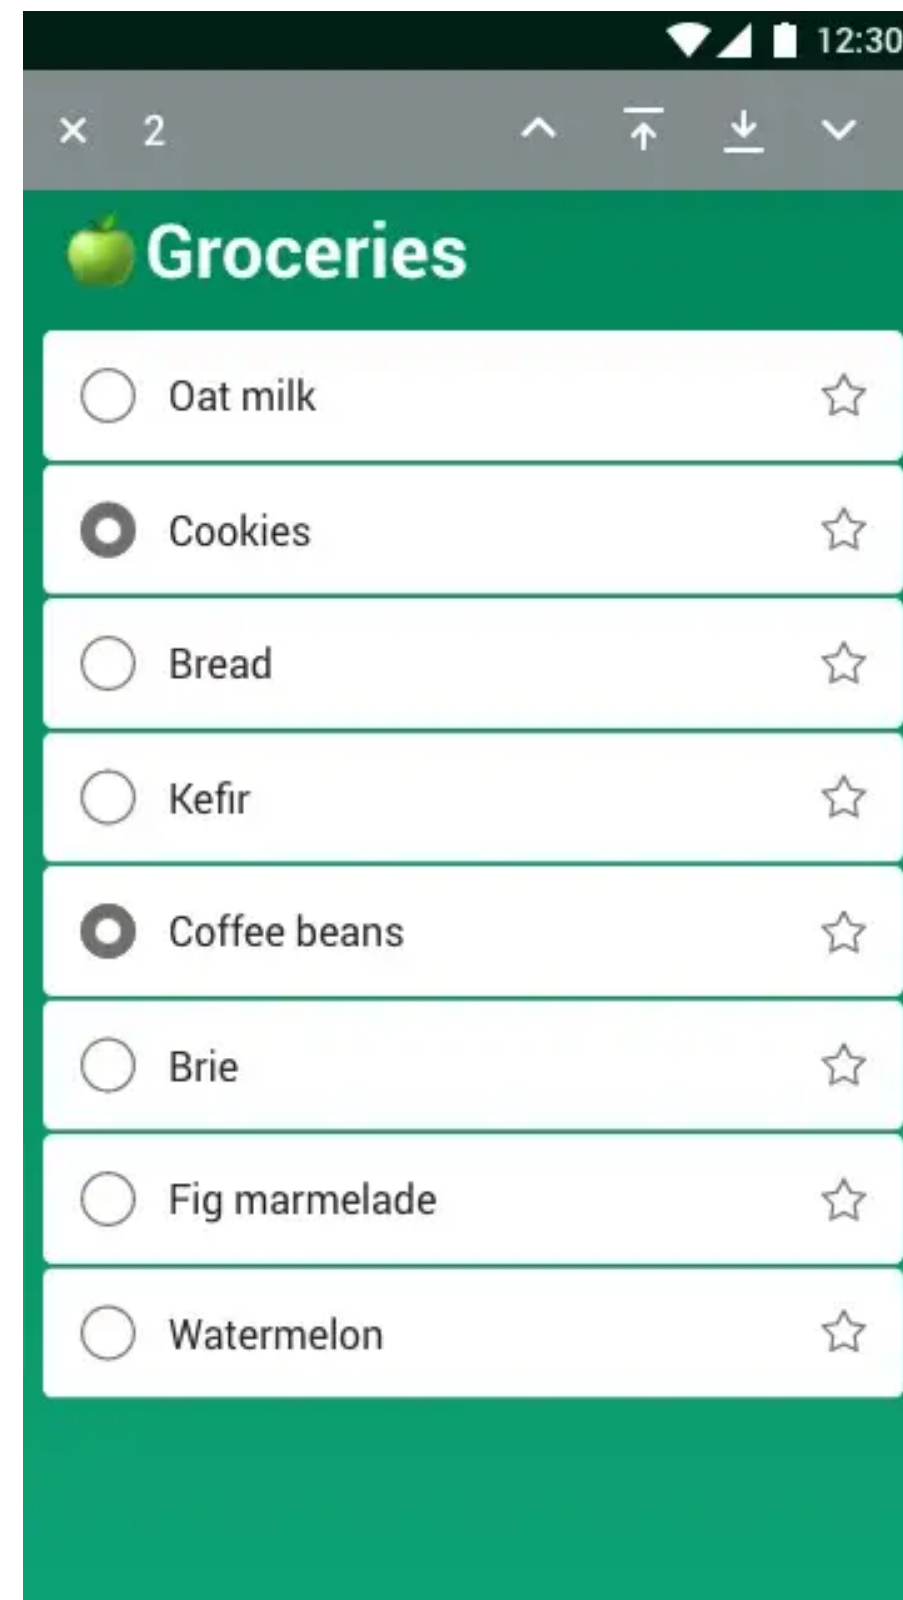 12:30
2
Groceries
Oat milk
Cookies
Bread
Kefir
Coffee beans
Brie
Fig marmelade
Watermelon